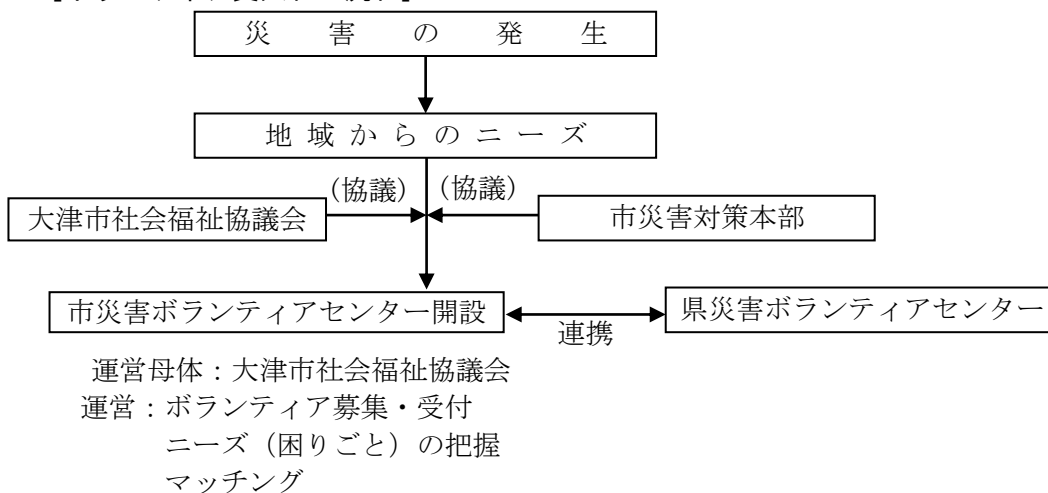 災害の発生
地域からのニーズ
（協議）（協議）
大津市社会福祉協議会
市災害対策本部
市災害ボランティアセンター開設
県災害ボランティアセンター
連携
運営母体：大津市社会福祉協議会
運営：ボランティア募集・受付
ニーズ（困りごと）の把握
マッチング